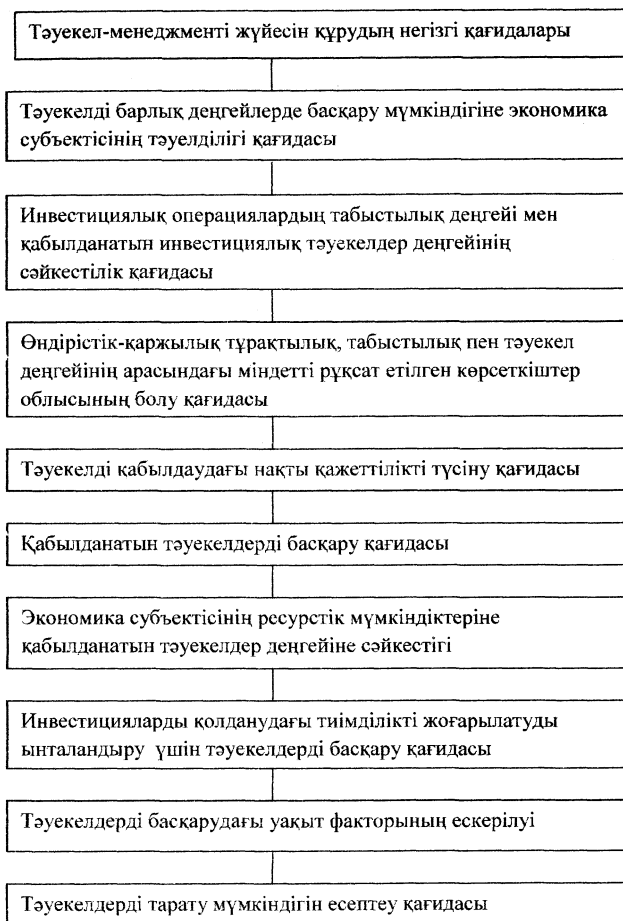 Тәуекел-менеджменті жүйесін құрудың негізгі қағидалары
Тәуекелді барлық деңгейлерде басқару мүмкіндігіне экономика
субъектісінің тәуелділігі қағидасы
Инвестициялық операциялардың табыстылық деңгейі мен
қабылданатын инвестициялық тәуекелдер деңгейінің
сәйкестілік қағидасы
Өндірістік-қаржылық тұрақтылық, табыстылық пен тәуекел
деңгейінің арасындағы міндетті рұқсат етілген көрсеткіштер
облысының болу қағидасы
Тәуекелді қабылдаудағы нақты қажеттілікті түсіну қағидасы
Қабылданатын тәуекелдерді басқару қағидасы
Экономика субъектісінің ресурстік мүмкіндіктеріне
қабылданатын тәуекелдер деңгейіне сәйкестігі
Инвестицияларды қолданудағы тиімділікті жоғарылатуды
ынталандыру үшін тәуекелдерді басқару қағидасы
Тәуекелдерді басқарудағы уақыт факторының ескерілуі
Тәуекелдерді тарату мүмкіндігін есептеу қағидасы